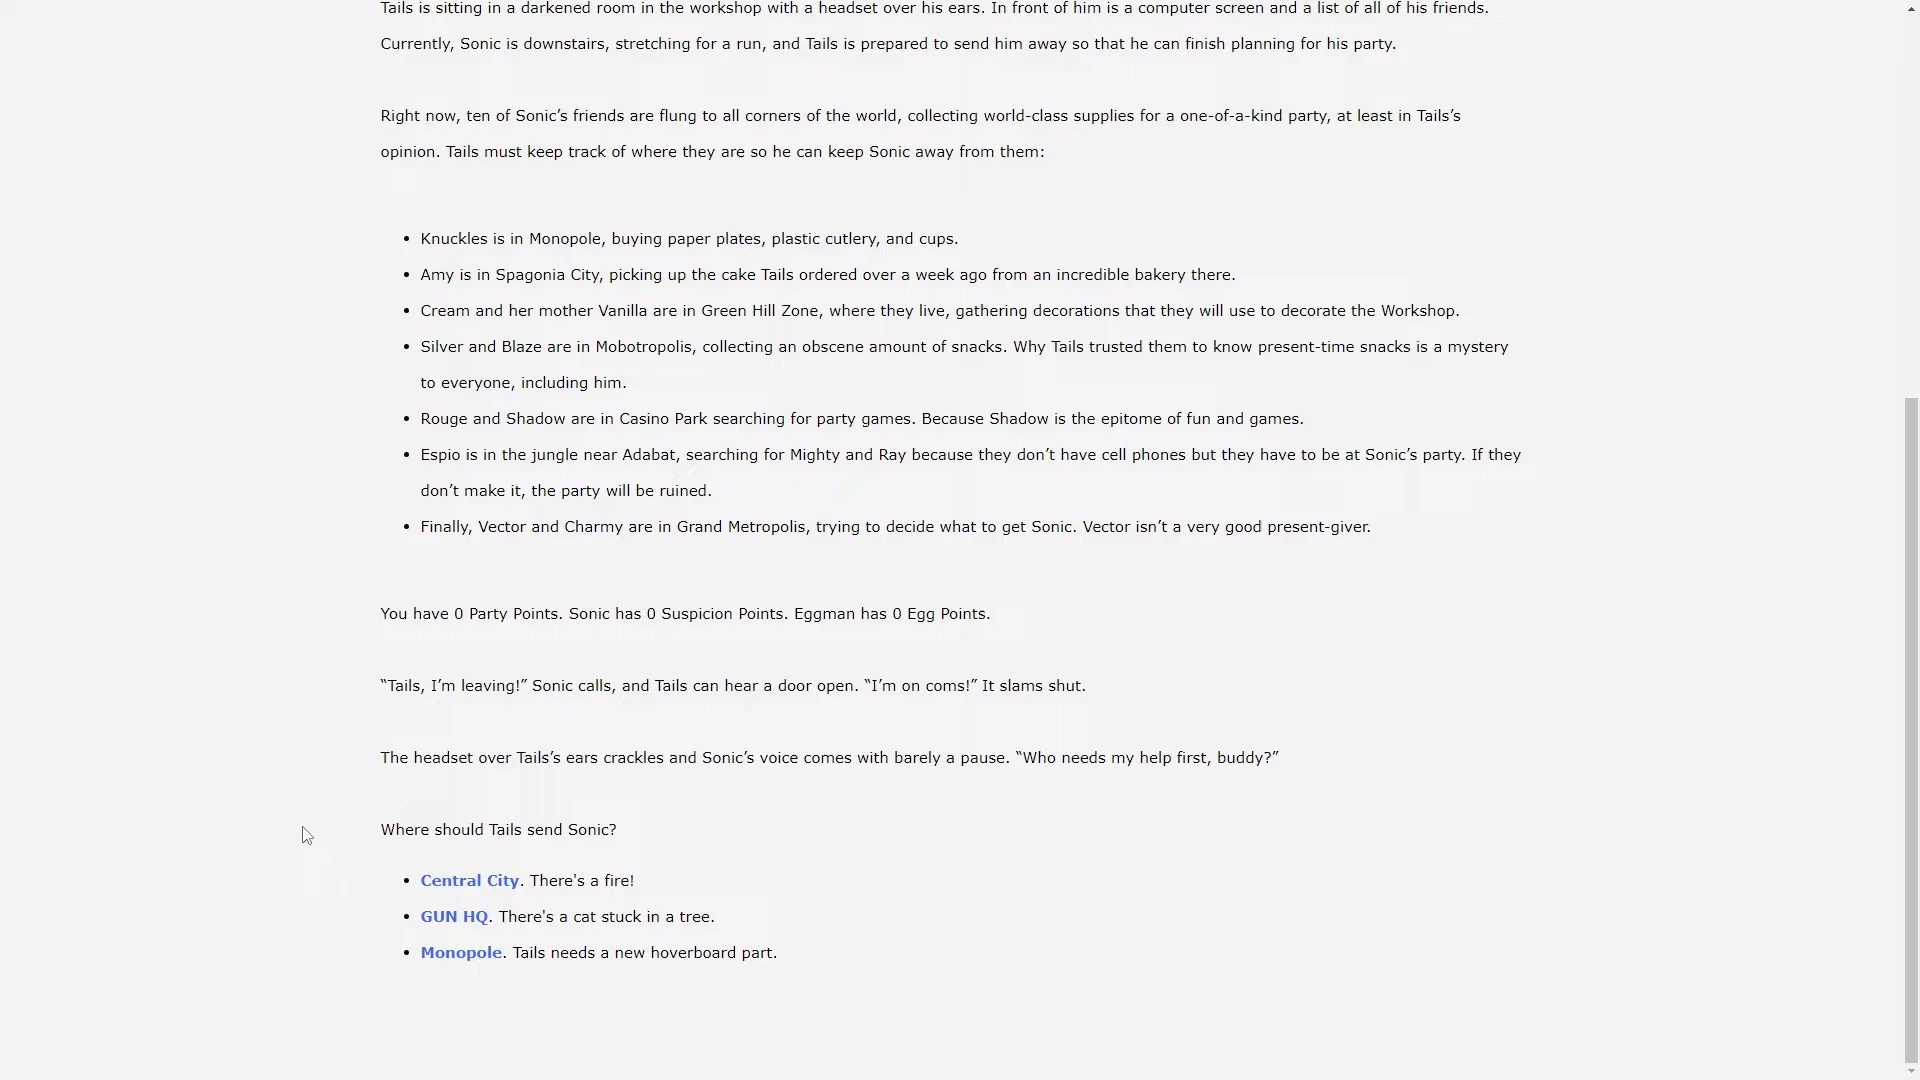 Tails is sitting in a darkened room in the workshop with a headset over his ears. In front of him is a computer screen and a list of all of his friends.
Currently, Sonic is downstairs, stretching for a run, and Tails is prepared to send him away so that he can finish planning for his party.
Right now, ten of Sonic’s friends are flung to all corners of the world, collecting world-class supplies for a one-of-a-kind party, at least in Tails’s
opinion. Tails must keep track of where they are so he can keep Sonic away from them:
• Knuckles is in Monopole, buying paper plates, plastic cutlery, and cups.
• Amy is in Spagonia City, picking up the cake Tails ordered over a week ago from an incredible bakery there.
• Cream and her mother Vanilla are in Green Hill Zone, where they live, gathering decorations that they will use to decorate the Workshop.
• Silver and Blaze are in Mobotropolis, collecting an obscene amount of snacks. Why Tails trusted them to know present-time snacks is a mystery
to everyone, including him.
• Rouge and Shadow are in Casino Park searching for party games. Because Shadow is the epitome of fun and games.
• Espio is in the jungle near Adabat, searching for Mighty and Ray because they don’t have cell phones but they have to be at Sonic’s party. If they
don’t make it, the party will be ruined.
• Finally, Vector and Charmy are in Grand Metropolis, trying to decide what to get Sonic. Vector isn’t a very good present-giver.
You have 0 Party Points. Sonic has 0 Suspicion Points. Eggman has 0 Egg Points.
“Tails, I’m leaving!” Sonic calls, and Tails can hear a door open. “I’m on coms!” It slams shut.
The headset over Tails’s ears crackles and Sonic’s voice comes with barely a pause. “Who needs my help first, buddy?”
Where should Tails send Sonic?
• Central City. There's a fire!
• GUN HQ. There's a cat stuck in a tree.
• Monopole. Tails needs a new hoverboard part.